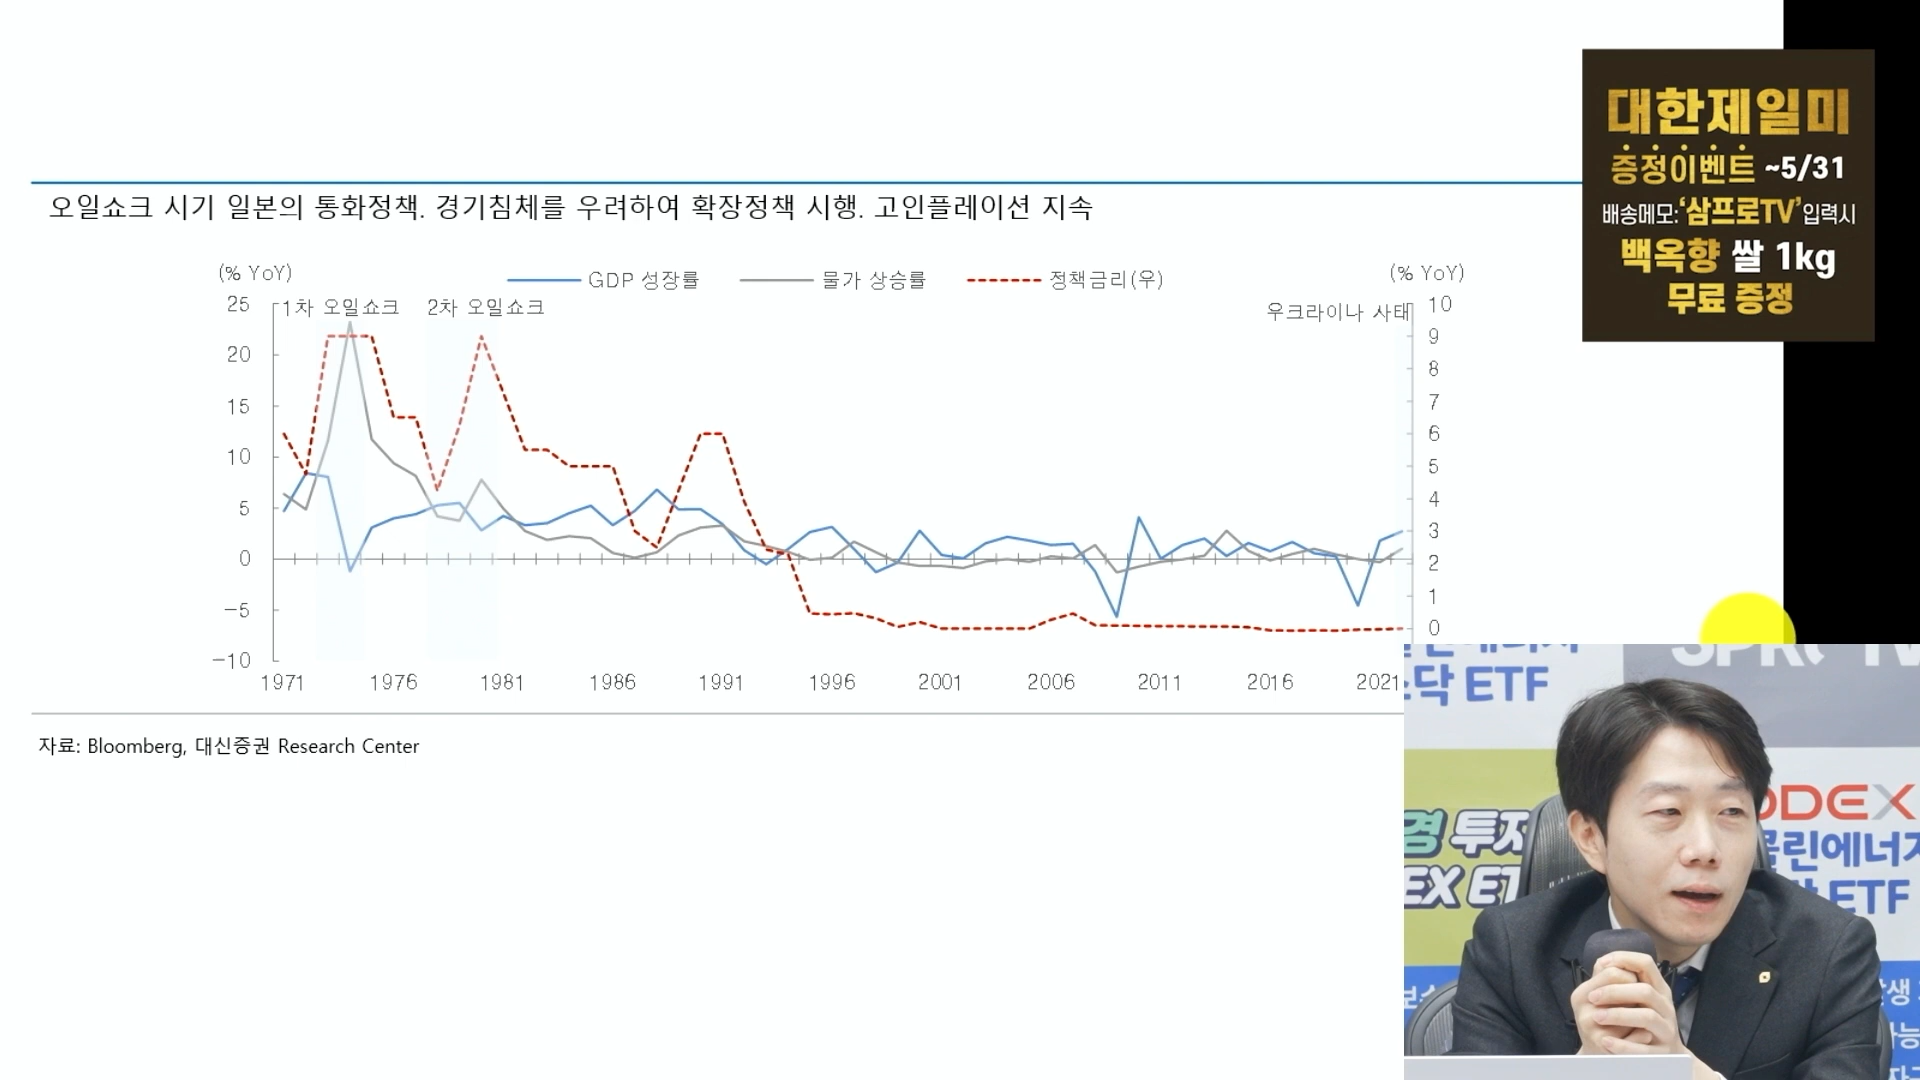 대한제일미
증정이벤트 ~5/31
배송메모:'삼프로TV'입력시
백옥향 쌀 1kg
무료 증정
오일쇼크 시기 일본의 통화정책. 경기침체를 우려하여 확장정책 시행. 고인플레이션 지속
(% YoY)
(% YoY)
GDP 성장률
물가 상승률
정책금리(우)
1차 오일쇼크
2차 오일쇼크
우크라이나 사태
25
20
15
10
5
0
-5
-10
10
9
8
7
6
5
4
3
2
1
0
1971 1976 1981 1986 1991 1996 2001 2006 2011 2016 2021
자료: Bloomberg, 대신증권 Research Center
ETF
투자
ETF